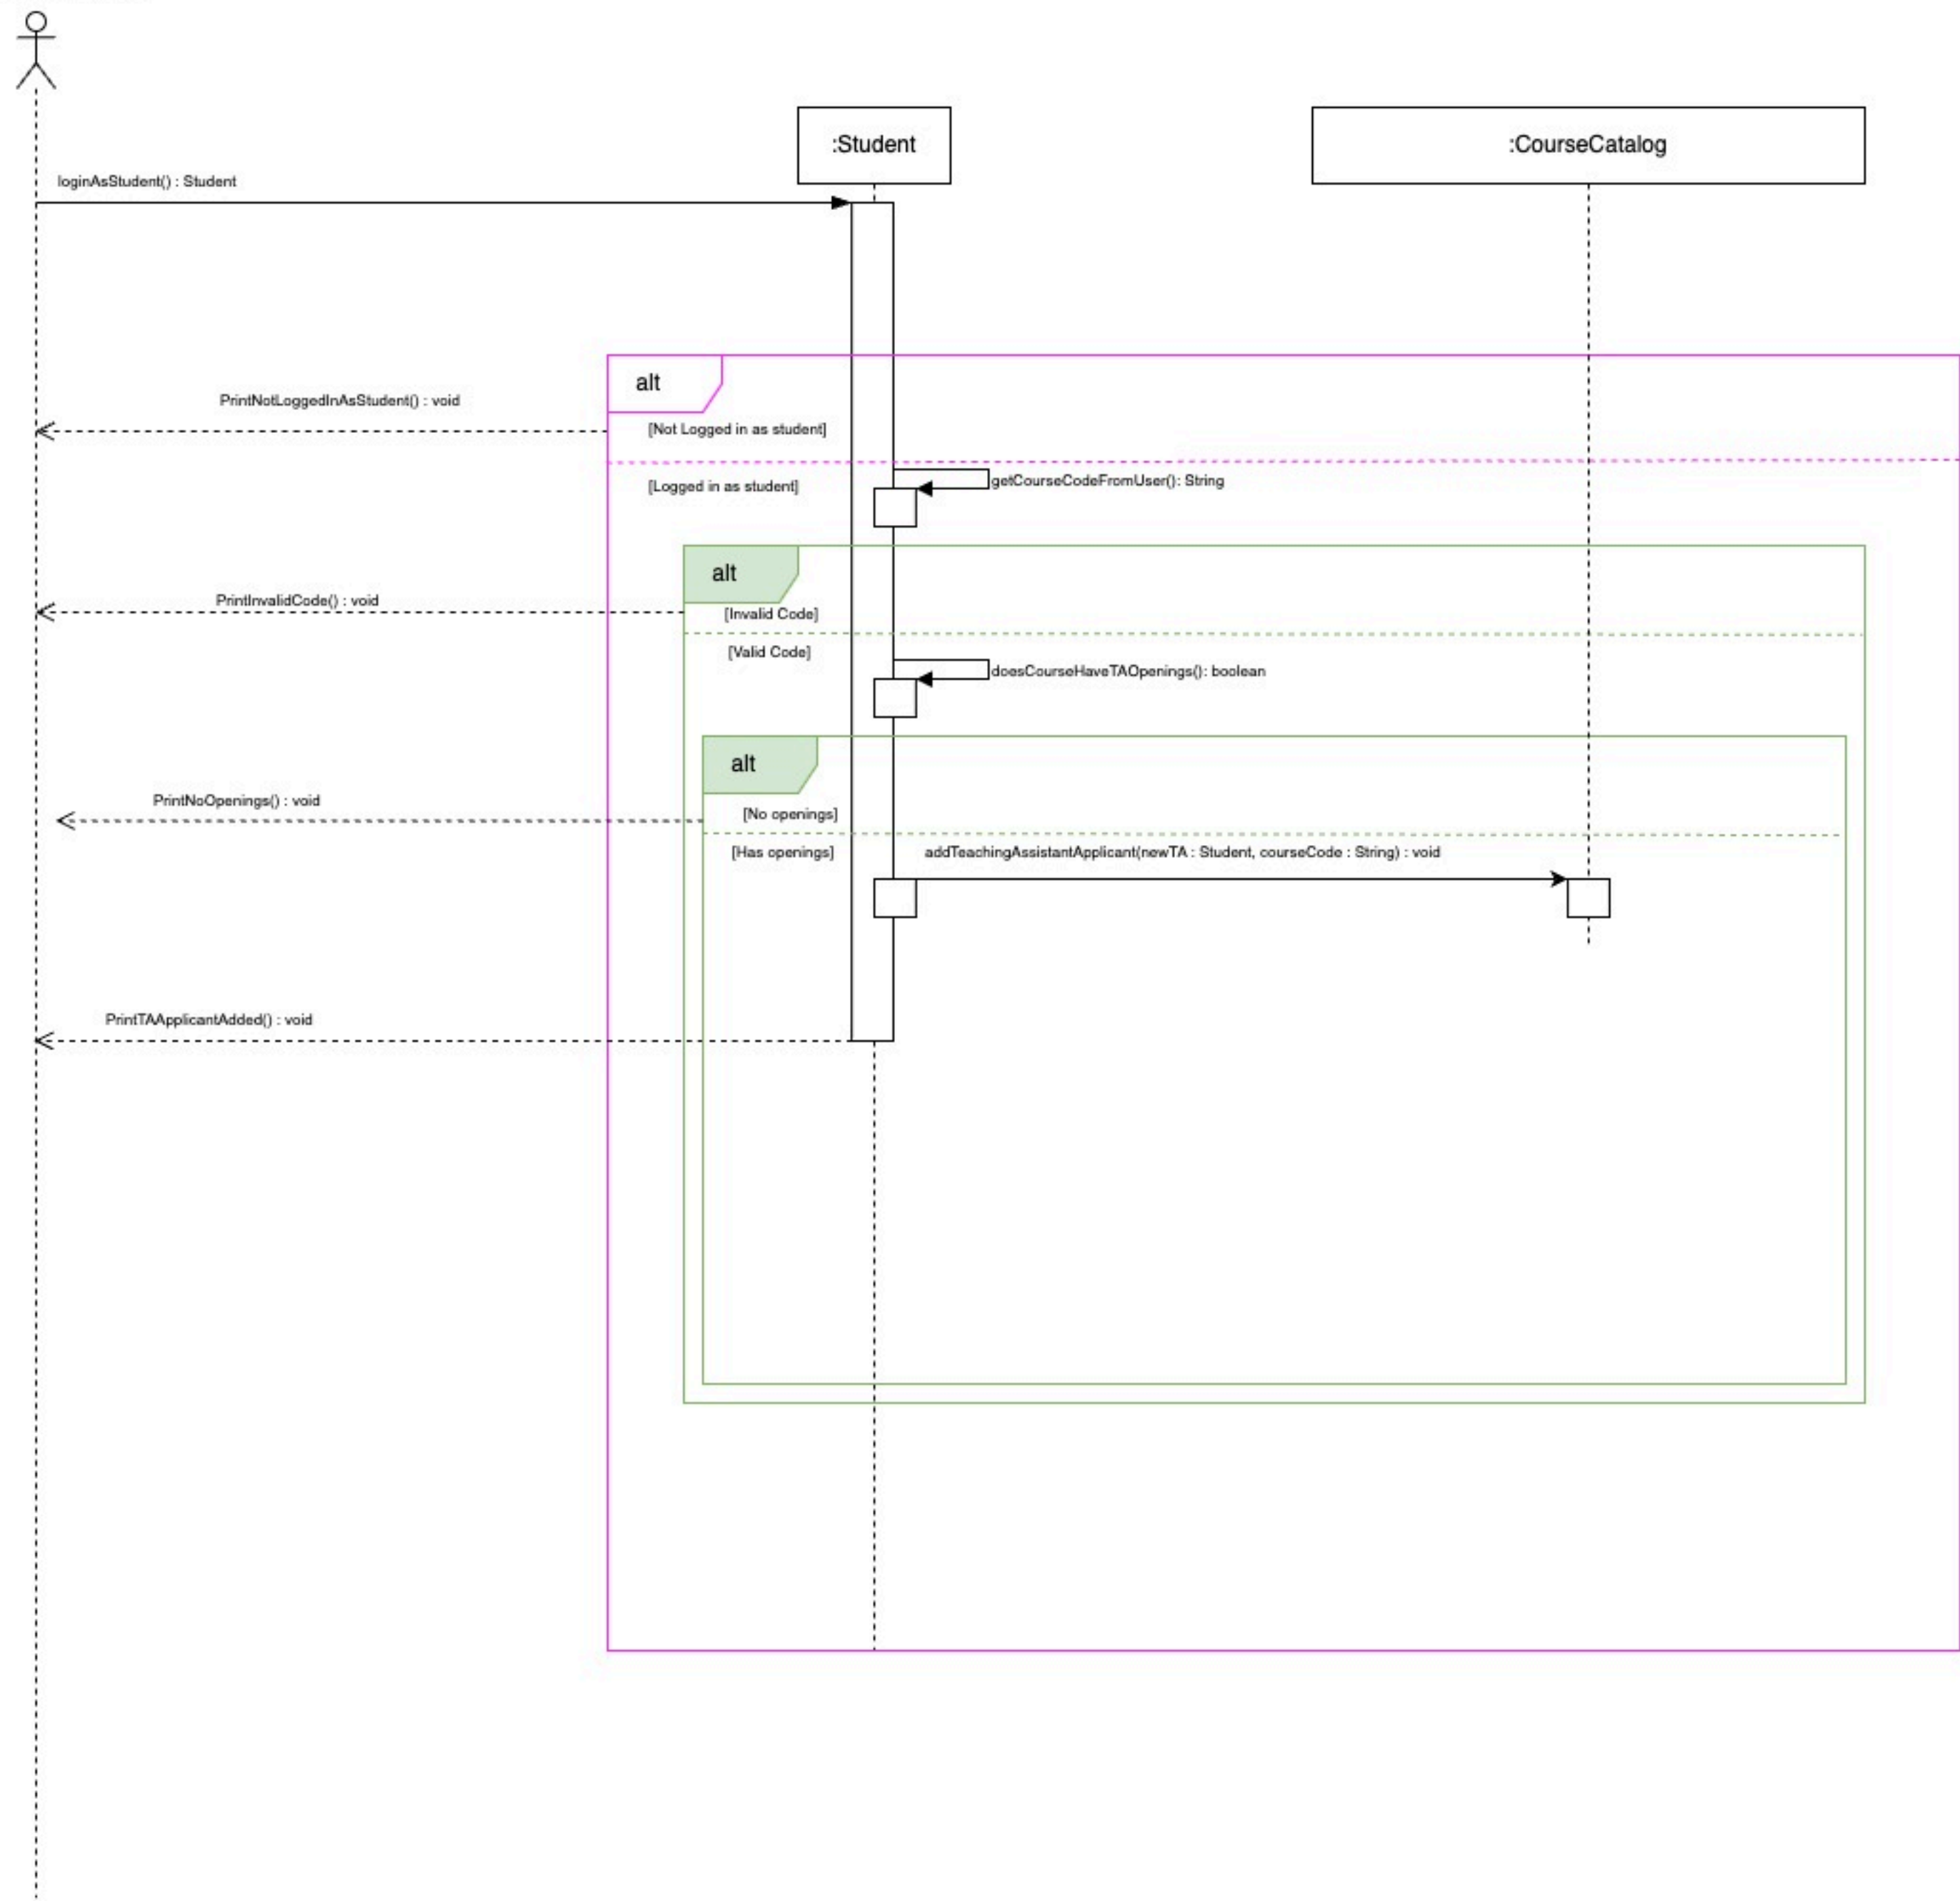 :Student
:CourseCatalog
loginAsStudent() : Student
alt
PrintNotLoggedInAsStudent() : void
[Not Logged in as student]
getCourseCodeFromUser(): String
[Logged in as student]
alt
PrintInvalidCode() : void
[Invalid Code]
[Valid Code]
doesCourseHaveTAOpenings(): boolean
alt
PrintNoOpenings() : void
[No openings]
[Has openings]
addTeachingAssistantApplicant(newTA : Student, courseCode : String) : void
PrintTAApplicantAdded() : void